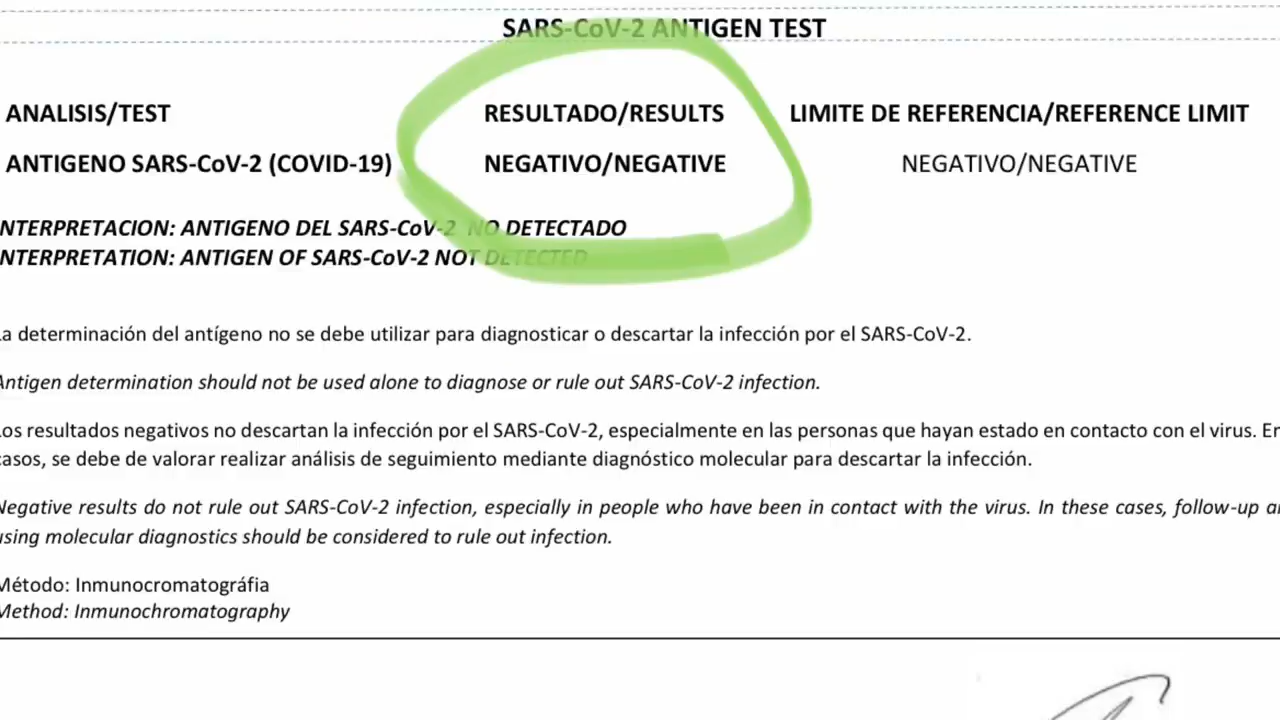 SARS-CoV-2 ANTIGEN TEST
ANALISIS/TEST RESULTADO/RESULTS LIMITE DE REFERENCIA/REFERENCE LIMIT
ANTIGENO SARS-CoV-2 (COVID-19) NEGATIVO/NEGATIVE NEGATIVO/NEGATIVE
NTERPRETACION: ANTIGENO DEL SARS-CoV-2 NO DETECTADO
NTERPRETATION: ANTIGEN OF SARS-CoV-2 NOT DETECTED
La determinación del antígeno no se debe utilizar para diagnosticar o descartar la infección por el SARS-CoV-2.
Antigen determination should not be used alone to diagnose or rule out SARS-CoV-2 infection.
Los resultados negativos no descartan la infección por el SARS-CoV-2, especialmente en las personas que hayan estado en contacto con el virus. En
casos, se debe de valorar realizar análisis de seguimiento mediante diagnóstico molecular para descartar la infección.
Negative results do not rule out SARS-CoV-2 infection, especially in people who have been in contact with the virus. In these cases, follow-up
using molecular diagnostics should be considered to rule out infection.
Método: Inmunocromatográfia
Method: Inmunochromatography